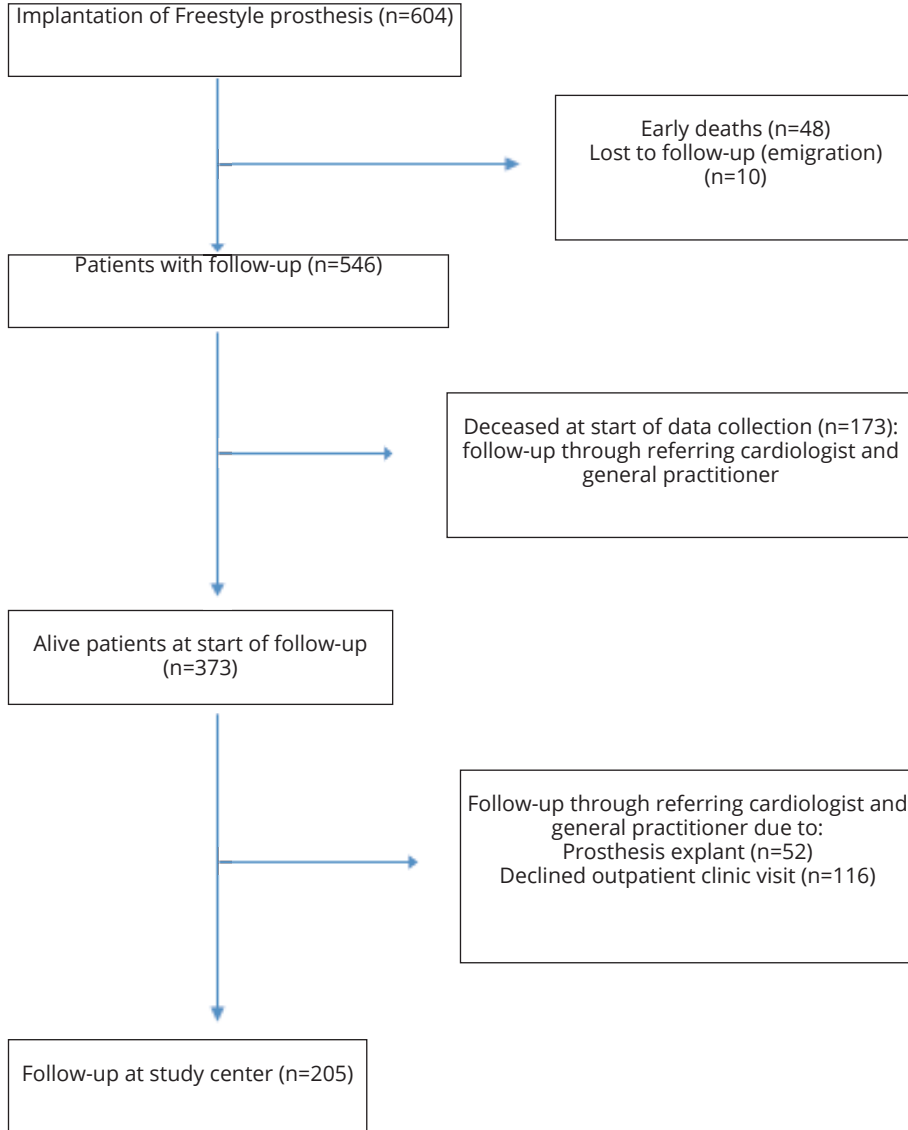 Implantation of Freestyle prosthesis (n=604)
Early deaths (n=48)
Lost to follow-up (emigration)
(n=10)
Patients with follow-up (n=546)
Deceased at start of data collection (n=173):
follow-up through referring cardiologist and
general practitioner
Alive patients at start of follow-up
(n=373)
Follow-up through referring cardiologist and
general practitioner due to:
Prosthesis explant (n=52)
Declined outpatient clinic visit (n=116)
Follow-up at study center (n=205)